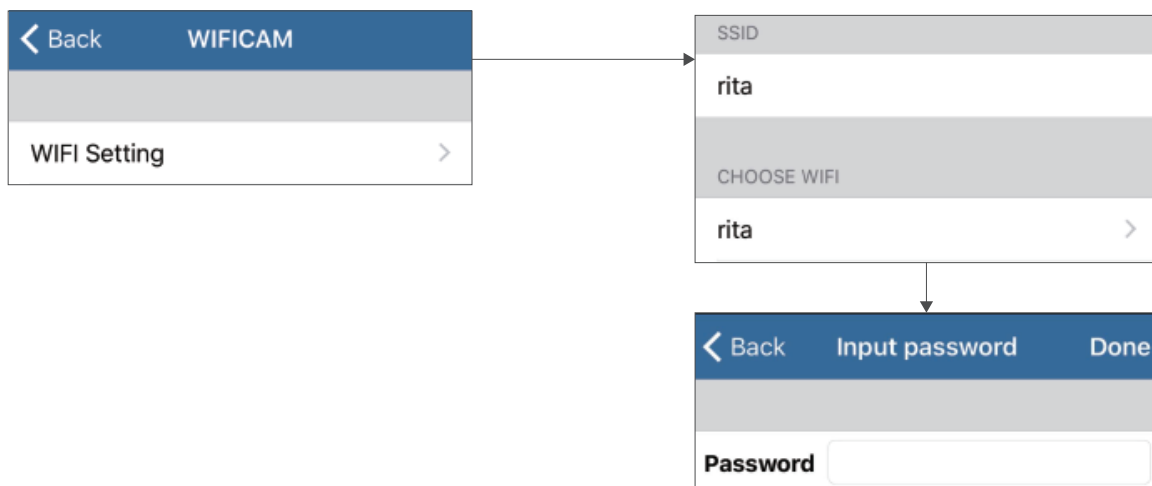 Back WIFICAM
WIFI Setting
SSID
rita
CHOOSE WIFI
rita
Back Input password Done
Password